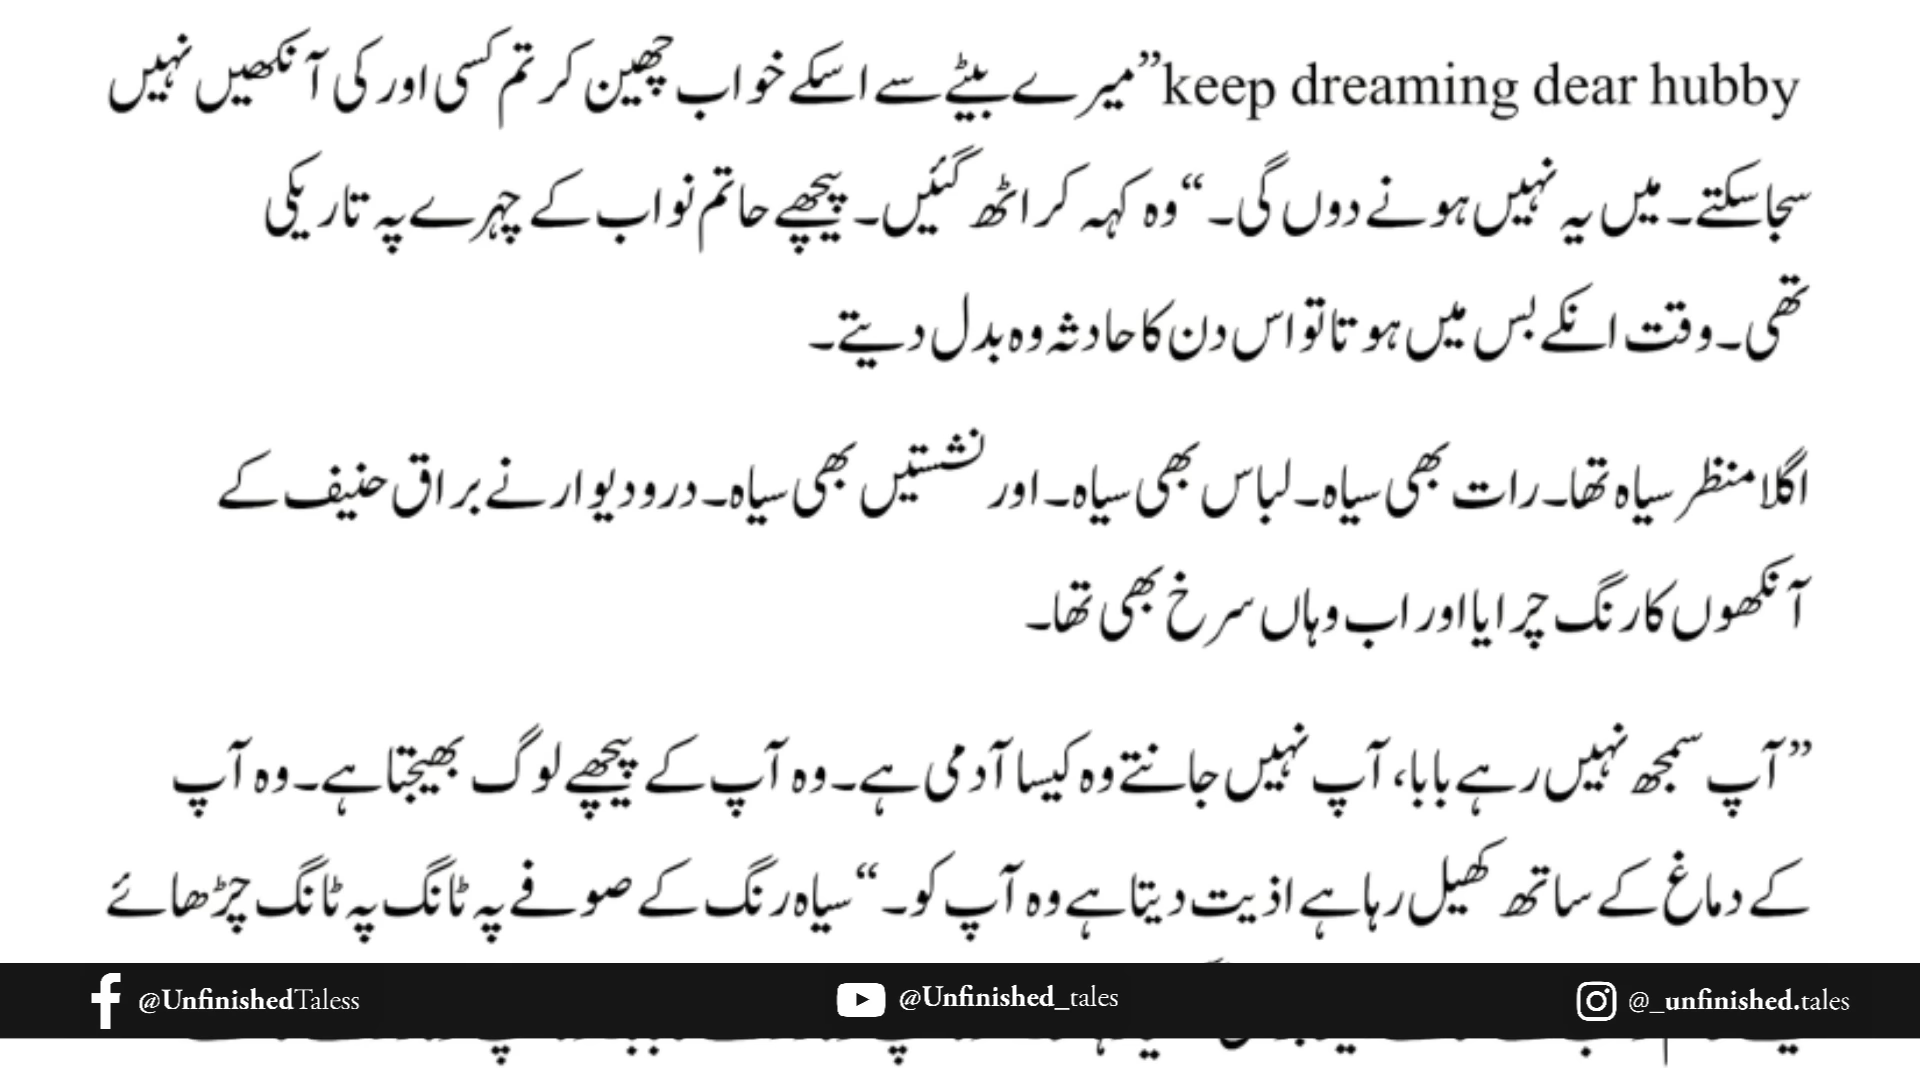 keep dreaming dear hubby”میرے بیٹے سے اسکے خواب چھین کر تم کسی اور کی آنکھیں نہیں
سجا سکتے۔ میں یہ نہیں ہونے دوں گی۔“ وہ کہہ کر اٹھ گئیں۔ پیچھے حاتم نواب کے چہرے پہ تاریکی
تھی۔ وقت انکے بس میں ہوتا تو اس دن کا حادثہ وہ بدل دیتے۔
اگلا منظر سیاہ تھا۔ رات بھی سیاہ۔ لباس بھی سیاہ۔ اور نشستیں بھی سیاہ۔ در و دیوار نے براق حنیف کے
آنکھوں کا رنگ چرایا اور اب وہاں سرخ بھی تھا۔
”آپ سمجھ نہیں رہے بابا، آپ نہیں جانتے وہ کیسا آدمی ہے۔ وہ آپ کے پیچھے لوگ بھیجتا ہے۔ وہ آپ
کے دماغ کے ساتھ کھیل رہا ہے اذیت دیتا ہے وہ آپ کو۔“ سیاہ رنگ کے صوفے پہ ٹانگ پہ ٹانگ چڑھائے
@UnfinishedTaless
@Unfinished_tales
@_unfinished.tales